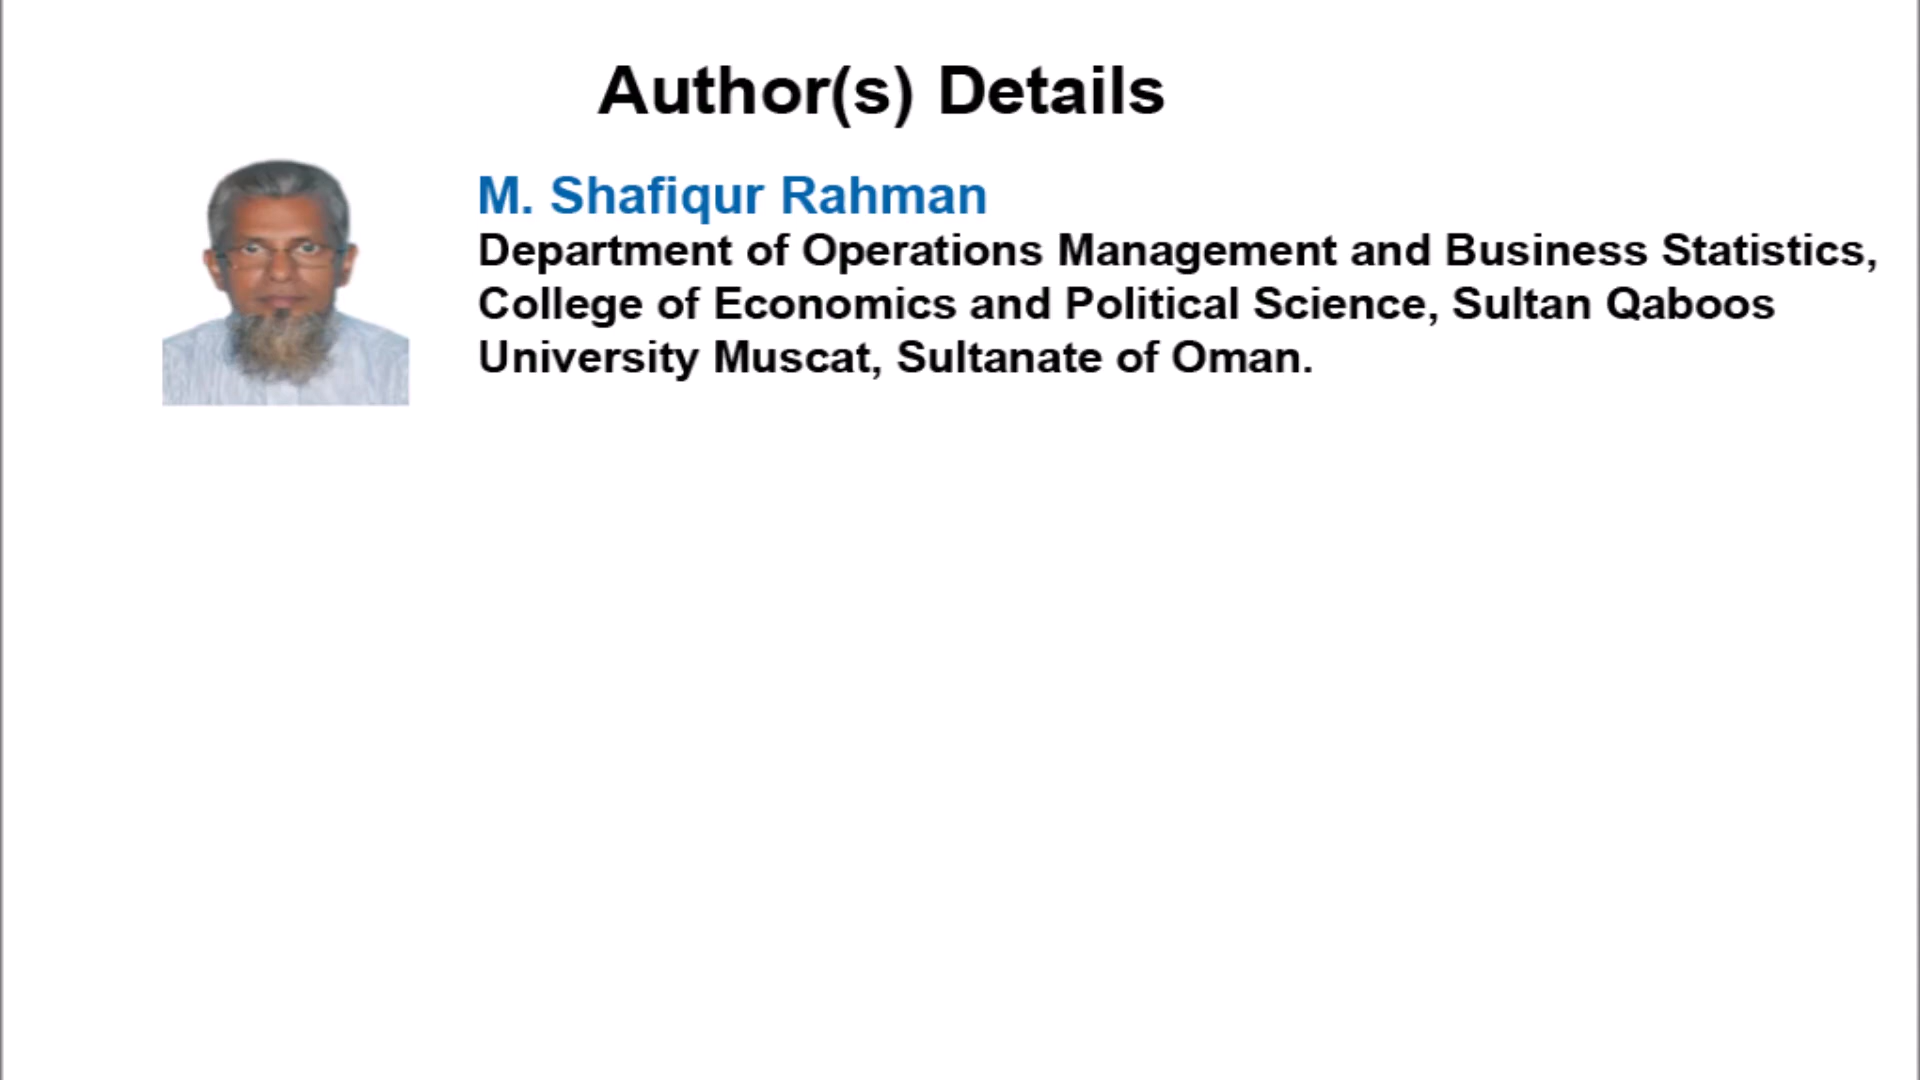 Author(s) Details
M. Shafiqur Rahman
Department of Operations Management and Business Statistics,
College of Economics and Political Science, Sultan Qaboos
University Muscat, Sultanate of Oman.